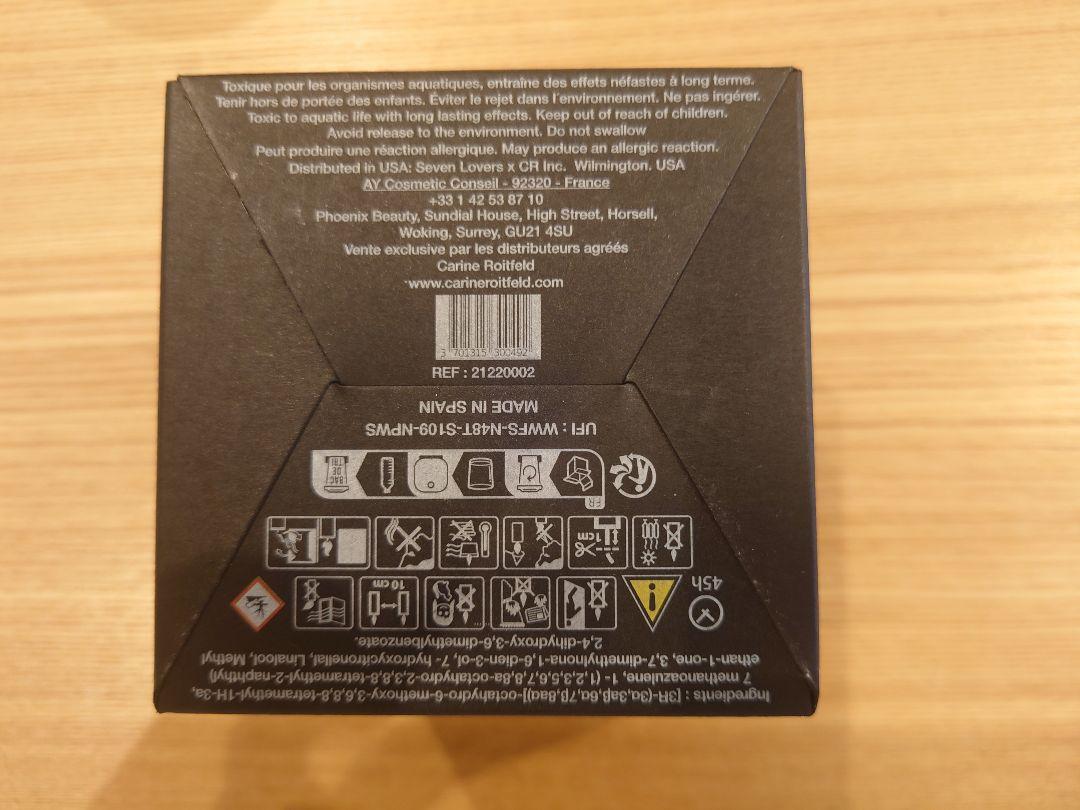 Toxique pour les organismes aquatiques, entraîne des effets néfastes à long terme.
Tenir hors de portée des enfants. Éviter le rejet dans l'environnement. Ne pas ingérer.
Toxic to aquatic life with long lasting effects. Keep out of reach of children.
Avoid release to the environment. Do not swallow
Peut produire une réaction allergique. May produce an allergic reaction.
Distributed in USA: Seven Lovers x CR Inc. Wilmington. USA
AY Cosmetic Conseil - 92320 - France
+33 1 42 53 87 10
Phoenix Beauty, Sundial House, High Street, Horsell,
Woking, Surrey, GU21 4SU
Vente exclusive par les distributeurs agréés
Carine Roitfeld
www.carineroitfeld.com
3 701315 300492
REF : 21220002
Ingredients : [3R-(3α,3aβ,6α,7β,8aα)]-octahydro-6-methoxy-3,6,8,8-tetramethyl-1H-3a,
7 methanoazulene, 1- (1,2,3,5,6,7,8,8a-octahydro-2,3,8,8-tetramethyl-2-naphthyl)
ethan-1-one, 3,7-dimethylnona-1,6-dien-3-ol, 7- hydroxycitronellal, Linalool, Methyl
2,4-dihydroxy-3,6-dimethylbenzoate.
45h
10 cm
1cm
FR
BAC
DE
TRI
UFI : WWFS-N48T-S109-NPWS
MADE IN SPAIN